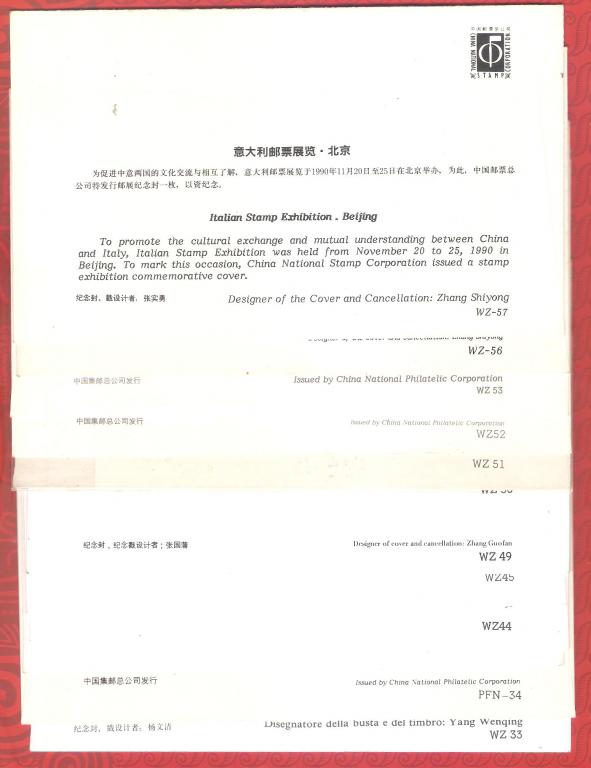 中国邮票总公司
CHINA NATIONAL
STAMP
CORPORATION
意大利邮票展览·北京
为促进中意两国的文化交流与相互了解，意大利邮票展览于1990年11月20日至25日在北京举办，为此，中国邮票总
公司特发行邮展纪念封一枚，以资纪念。
Italian Stamp Exhibition . Beijing
To promote the cultural exchange and mutual understanding between China
and Italy, Italian Stamp Exhibition was held from November 20 to 25, 1990 in
Beijing. To mark this occasion, China National Stamp Corporation issued a stamp
exhibition commemorative cover.
纪念封、戳设计者：张实勇 Designer of the Cover and Cancellation: Zhang Shiyong
WZ-57
WZ-56
中国集邮总公司发行 Issued by China National Philatelic Corporation
WZ 53
中国集邮总公司发行 Issued by China National Philatelic Corporation
WZ52
WZ 51
纪念封、纪念戳设计者：张国藩 Designer of cover and cancellation: Zhang Guofan
WZ 49
WZ45
WZ44
中国集邮总公司发行 Issued by China National Philatelic Corporation
PFN-34
纪念封、戳设计者：杨文清 Disegnatore della busta e del timbro: Yang Wenqing
WZ 33